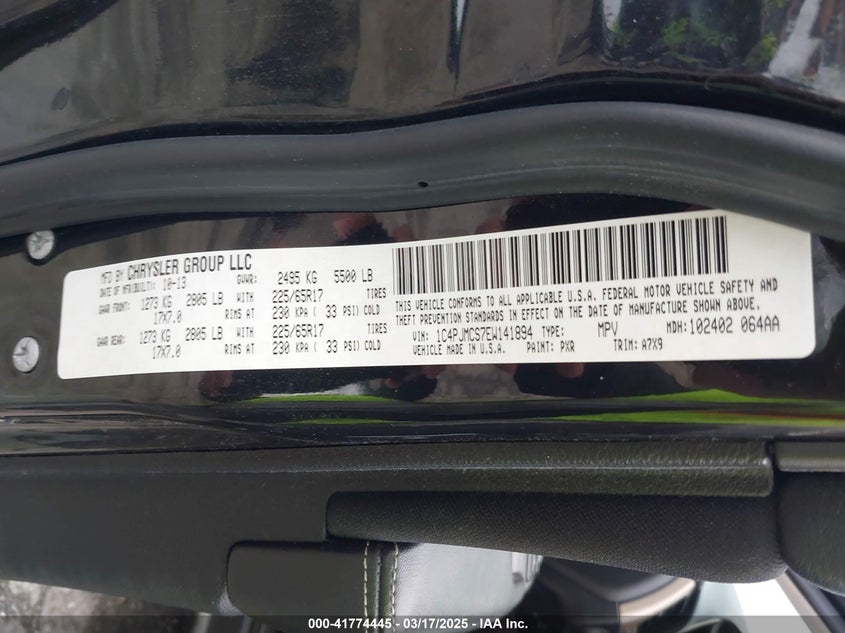 MFD BY CHRYSLER GROUP LLC
DATE OF MFR(BUILT): 10-13 GVWR: 2495 KG 5500 LB
GAWR FRONT: 1273 KG 2805 LB WITH 225/65R17 TIRES
17X7.0 RIMS AT 230 KPA ( 33 PSI) COLD
GAWR REAR: 1273 KG 2805 LB WITH 225/65R17 TIRES
17X7.0 RIMS AT 230 KPA ( 33 PSI) COLD
THIS VEHICLE CONFORMS TO ALL APPLICABLE U.S.A. FEDERAL MOTOR VEHICLE SAFETY AND
THEFT PREVENTION STANDARDS IN EFFECT ON THE DATE OF MANUFACTURE SHOWN ABOVE.
VIN: 1C4PJMCS7EW141894 TYPE: MPV MDH:102402 064AA
VEHICLE MADE IN U.S.A. PAINT: PXR TRIM: A7X9
000-41774445 - 03/17/2025 - IAA Inc.